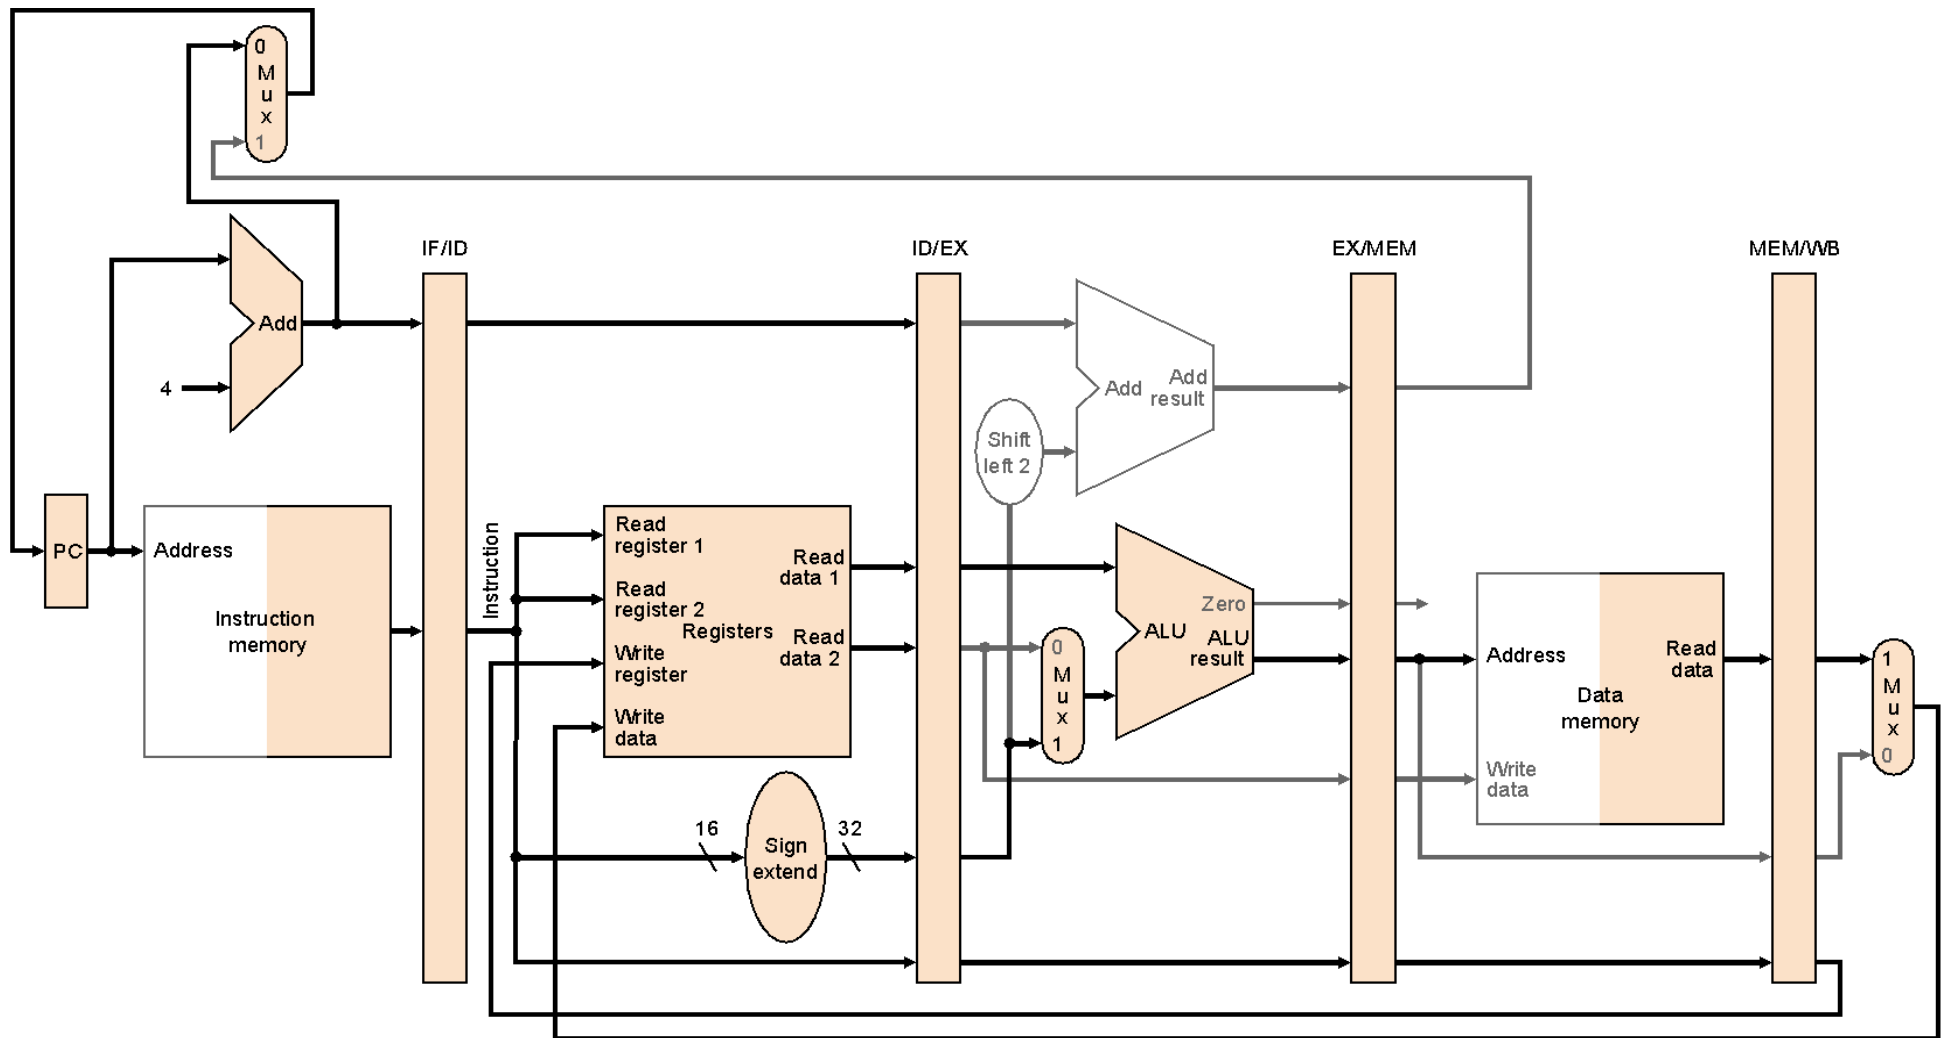 0
M
u
x
1
Add
4
IF/ID
ID/EX
EX/MEM
MEM/WB
Add
Add
result
Shift
left 2
PC
Address
Instruction
memory
Instruction
Read
register 1
Read
register 2
Write
register
Write
data
Registers
Read
data 1
Read
data 2
16
Sign
extend
32
0
M
u
x
1
Zero
ALU
ALU
result
Address
Read
data
Data
memory
Write
data
1
M
u
x
0